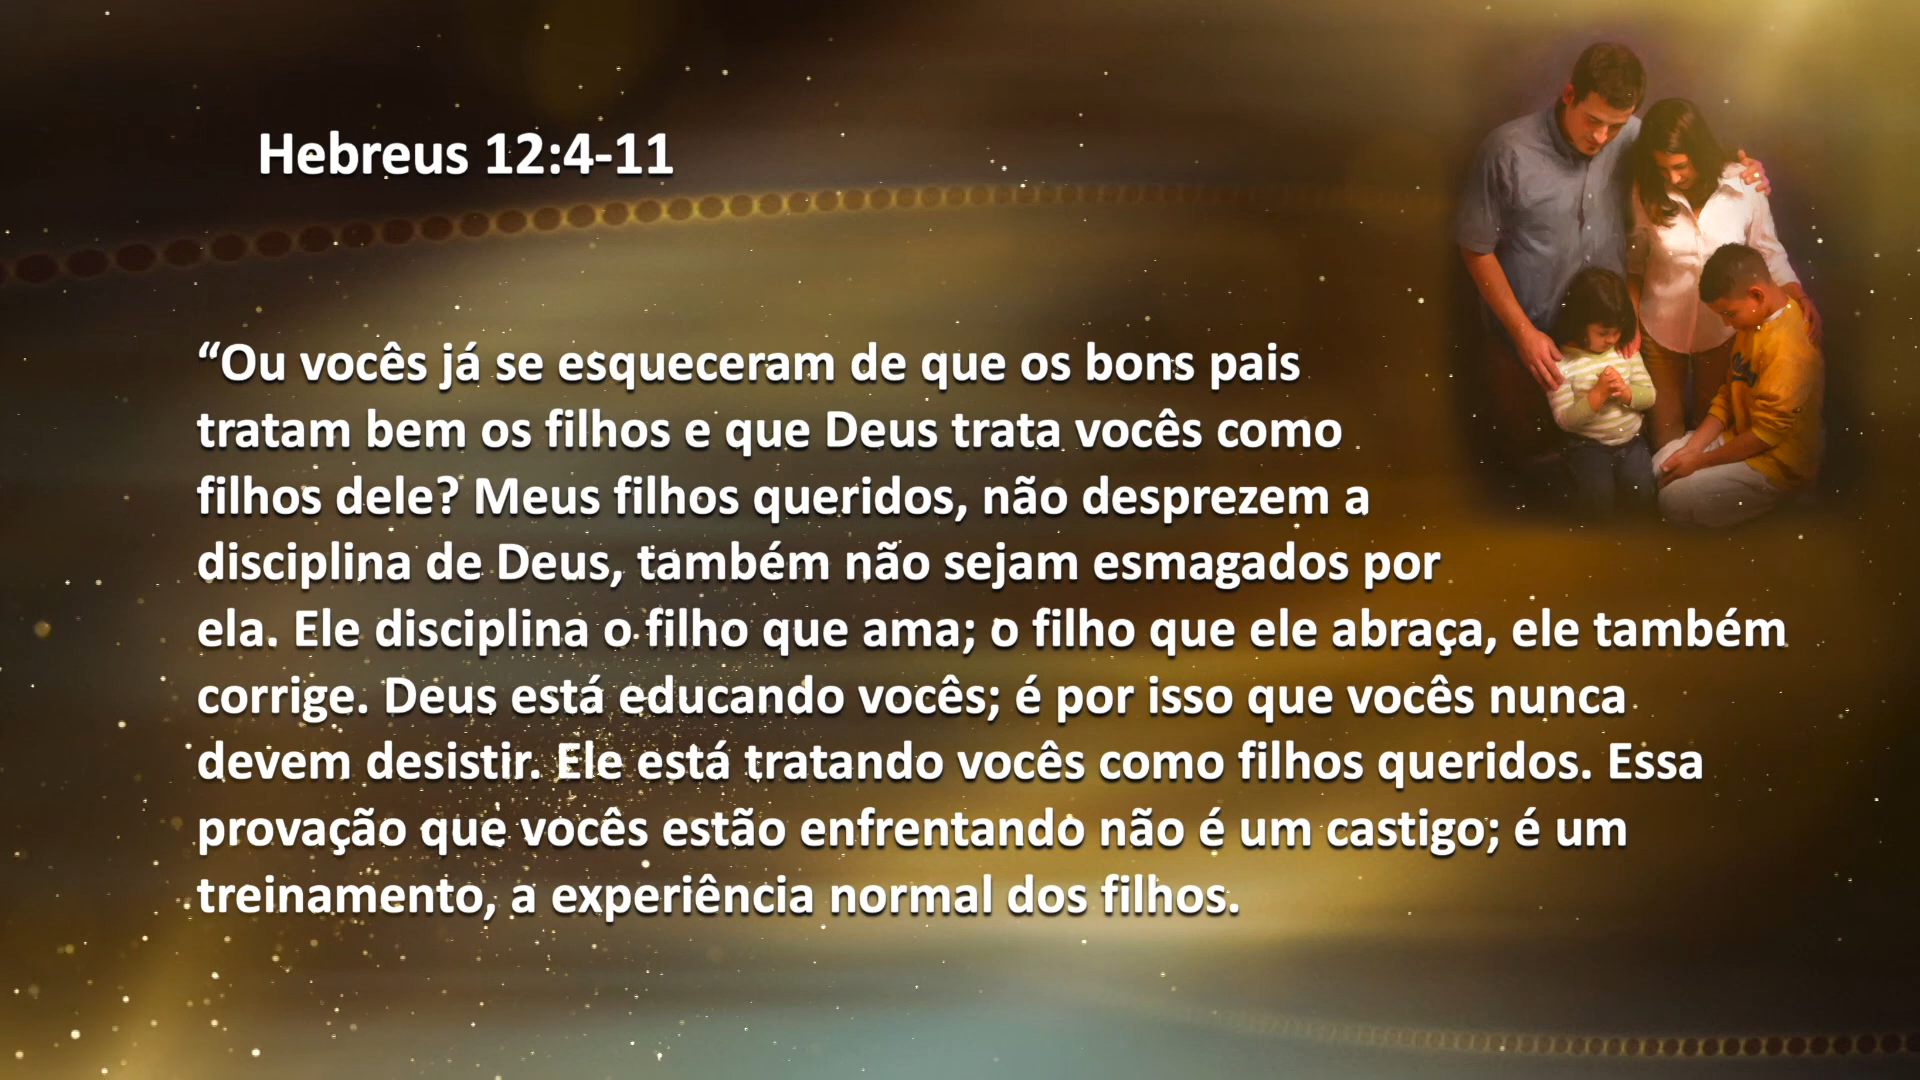 Hebreus 12:4-11
“Ou vocês já se esqueceram de que os bons pais
tratam bem os filhos e que Deus trata vocês como
filhos dele? Meus filhos queridos, não desprezem a
disciplina de Deus, também não sejam esmagados por
ela. Ele disciplina o filho que ama; o filho que ele abraça, ele também
corrige. Deus está educando vocês; é por isso que vocês nunca
devem desistir. Ele está tratando vocês como filhos queridos. Essa
provação que vocês estão enfrentando não é um castigo; é um
treinamento, a experiência normal dos filhos.